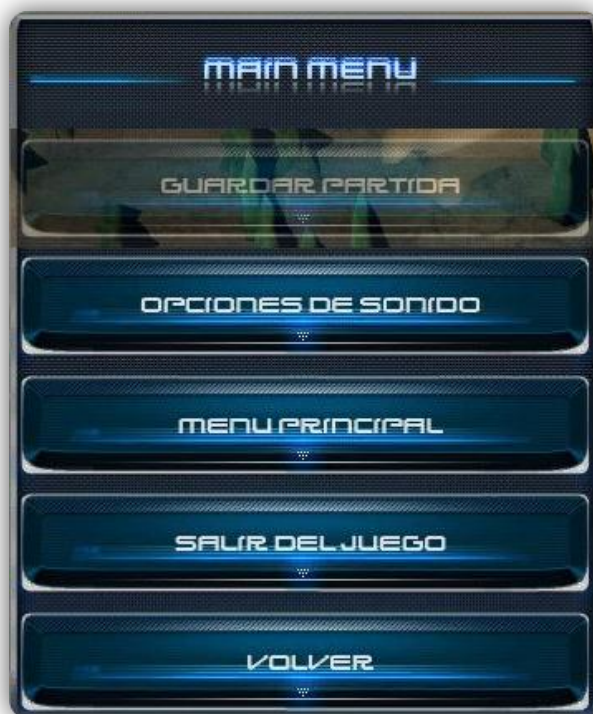 MAIN MENU
GUARDAR PARTIDA
OPCIONES DE SONIDO
MENU PRINCIPAL
SALIR DEL JUEGO
VOLVER